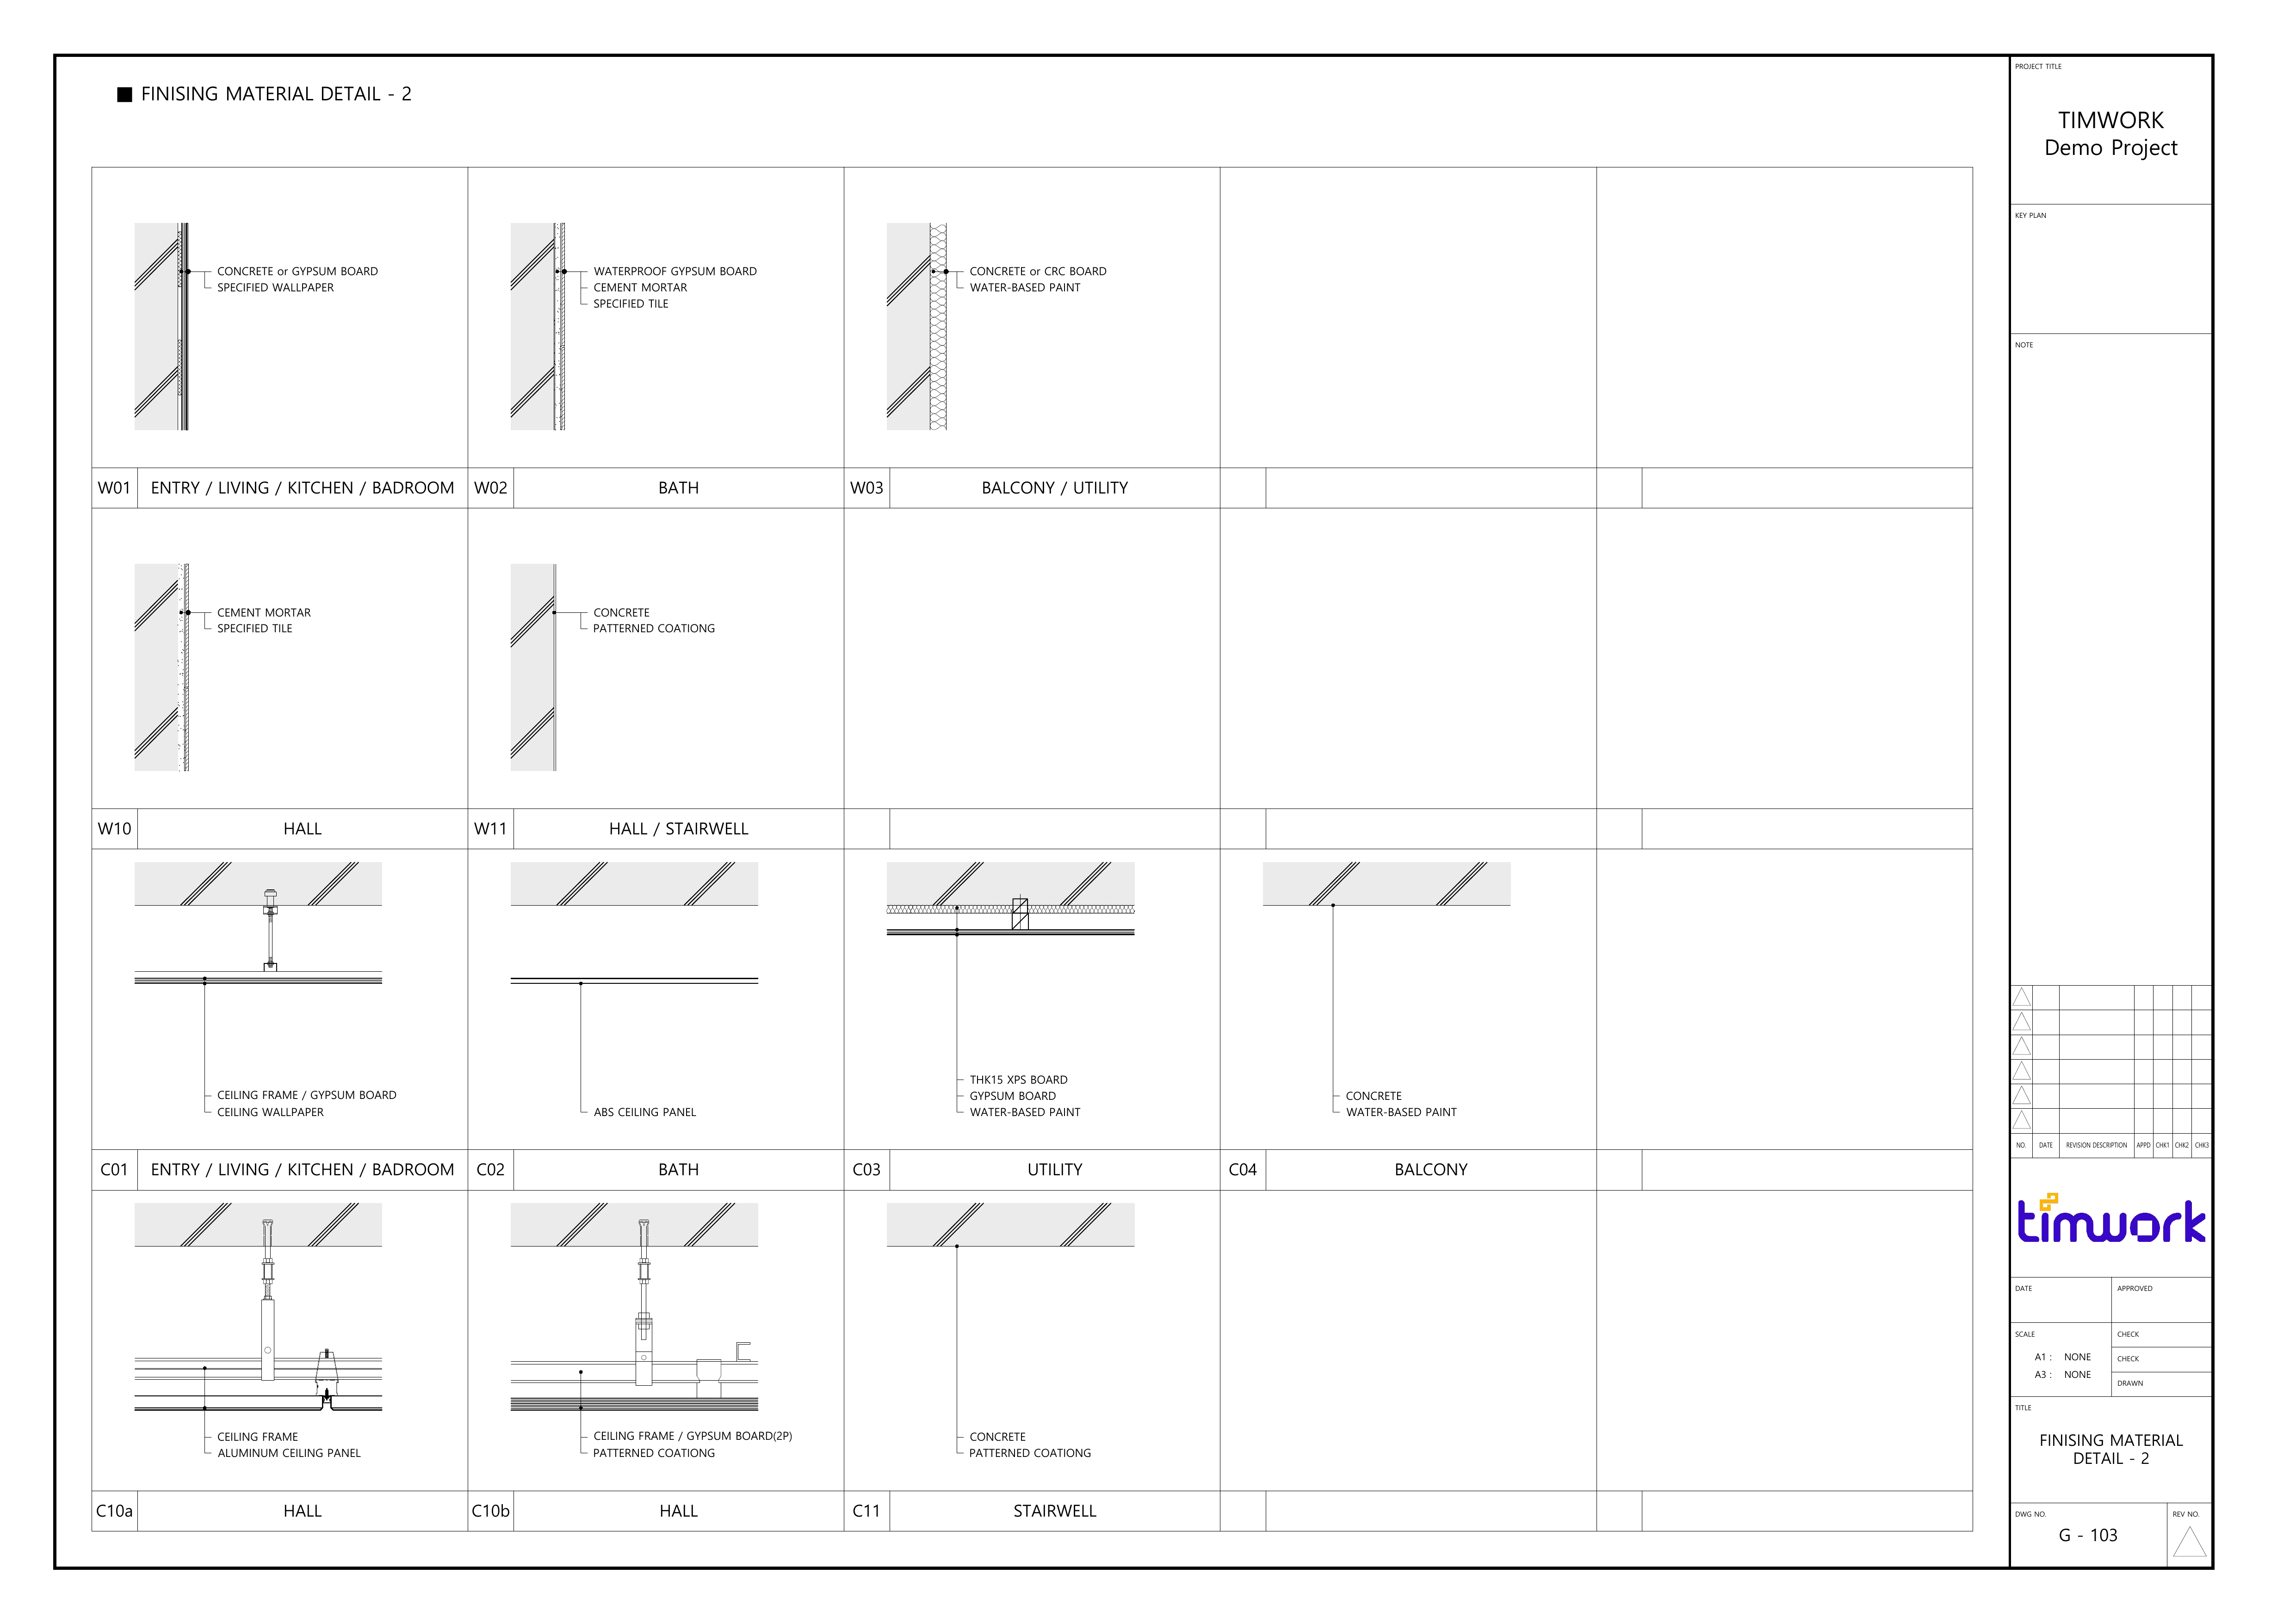 ■ FINISING MATERIAL DETAIL - 2
CONCRETE or GYPSUM BOARD
SPECIFIED WALLPAPER
WATERPROOF GYPSUM BOARD
CEMENT MORTAR
SPECIFIED TILE
CONCRETE or CRC BOARD
WATER-BASED PAINT
W01 ENTRY / LIVING / KITCHEN / BADROOM
W02 BATH
W03 BALCONY / UTILITY
CEMENT MORTAR
SPECIFIED TILE
CONCRETE
PATTERNED COATIONG
W10 HALL
W11 HALL / STAIRWELL
CEILING FRAME / GYPSUM BOARD
CEILING WALLPAPER
ABS CEILING PANEL
THK15 XPS BOARD
GYPSUM BOARD
WATER-BASED PAINT
CONCRETE
WATER-BASED PAINT
C01 ENTRY / LIVING / KITCHEN / BADROOM
C02 BATH
C03 UTILITY
C04 BALCONY
CEILING FRAME
ALUMINUM CEILING PANEL
CEILING FRAME / GYPSUM BOARD(2P)
PATTERNED COATIONG
CONCRETE
PATTERNED COATIONG
C10a HALL
C10b HALL
C11 STAIRWELL
PROJECT TITLE
TIMWORK
Demo Project
KEY PLAN
NOTE
NO. DATE REVISION DESCRIPTION APPD CHK1 CHK2 CHK3
timwork
DATE
APPROVED
SCALE
A1 : NONE
A3 : NONE
CHECK
CHECK
DRAWN
TITLE
FINISING MATERIAL
DETAIL - 2
DWG NO.
G - 103
REV NO.